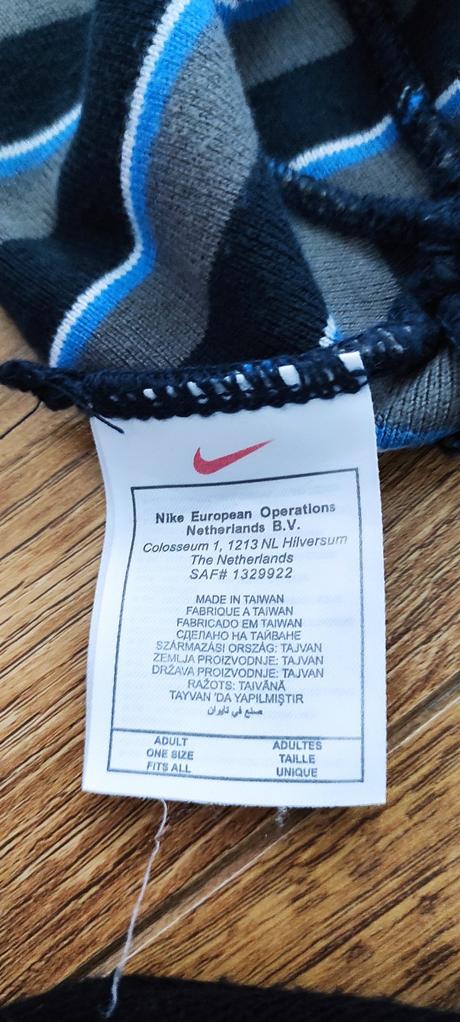 Nike European Operations
Netherlands B.V.
Colosseum 1, 1213 NL Hilversum
The Netherlands
SAF# 1329922
MADE IN TAIWAN
FABRIQUE A TAIWAN
FABRICADO EM TAIWAN
СДЕЛАНО НА ТАЙВАНЕ
SZÁRMAZÁSI ORSZÁG: TAJVAN
ZEMLJA PROIZVODNJE: TAJVAN
DRŽAVA PROIZVODNJE: TAJVAN
RAŽOTS: TAIVĀNĀ
TAYVAN 'DA YAPILMIŞTIR
صنع في تايران
ADULT
ONE SIZE
FITS ALL
ADULTES
TAILLE
UNIQUE